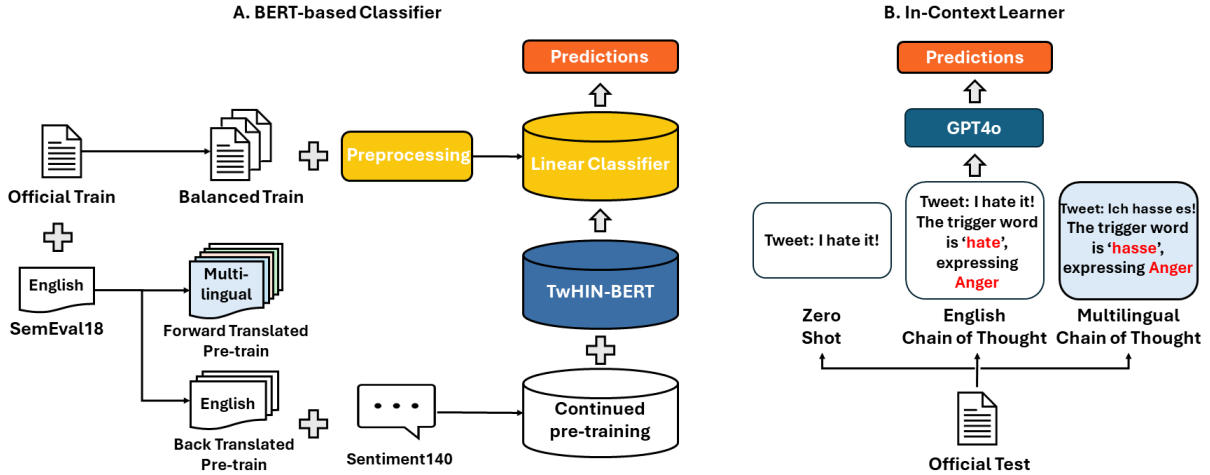 A. BERT-based Classifier
Predictions
Official Train
Balanced Train
Preprocessing
Linear Classifier
English
SemEval18
Multi-
lingual
Forward Translated
Pre-train
TwHIN-BERT
English
Back Translated
Pre-train
Sentiment140
Continued
pre-training
B. In-Context Learner
Predictions
GPT4o
Tweet: I hate it!
Tweet: I hate it!
The trigger word
is ‘hate’,
expressing
Anger
Tweet: Ich hasse es!
The trigger word
is ‘hasse’,
expressing Anger
Zero
Shot
English
Chain of Thought
Multilingual
Chain of Thought
Official Test